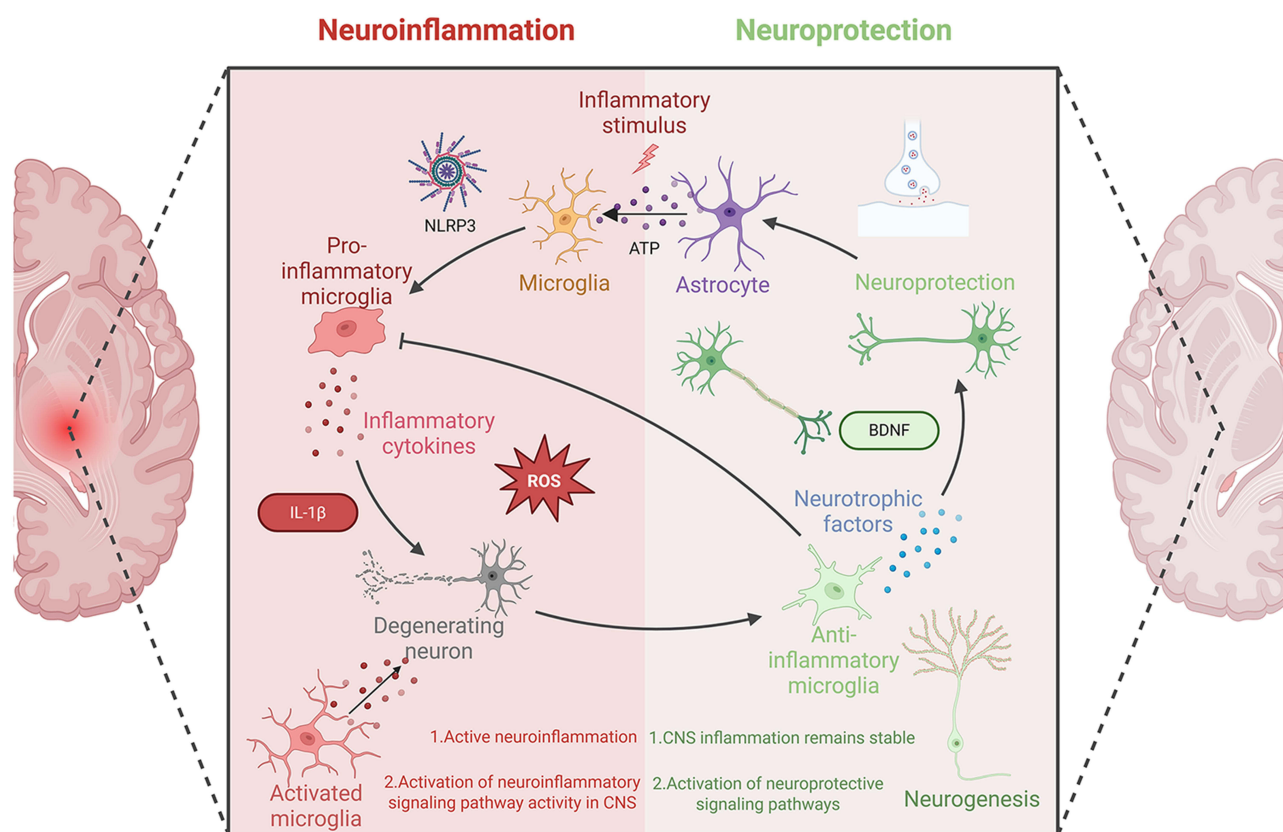 Neuroinflammation
Neuroprotection
Inflammatory
stimulus
NLRP3
ATP
Pro-
inflammatory
microglia
Microglia
Astrocyte
Neuroprotection
Inflammatory
cytokines
BDNF
ROS
IL-1β
Neurotrophic
factors
Degenerating
neuron
Anti-
inflammatory
microglia
1.Active neuroinflammation
2.Activation of neuroinflammatory
signaling pathway activity in CNS
1.CNS inflammation remains stable
2.Activation of neuroprotective
signaling pathways
Activated
microglia
Neurogenesis